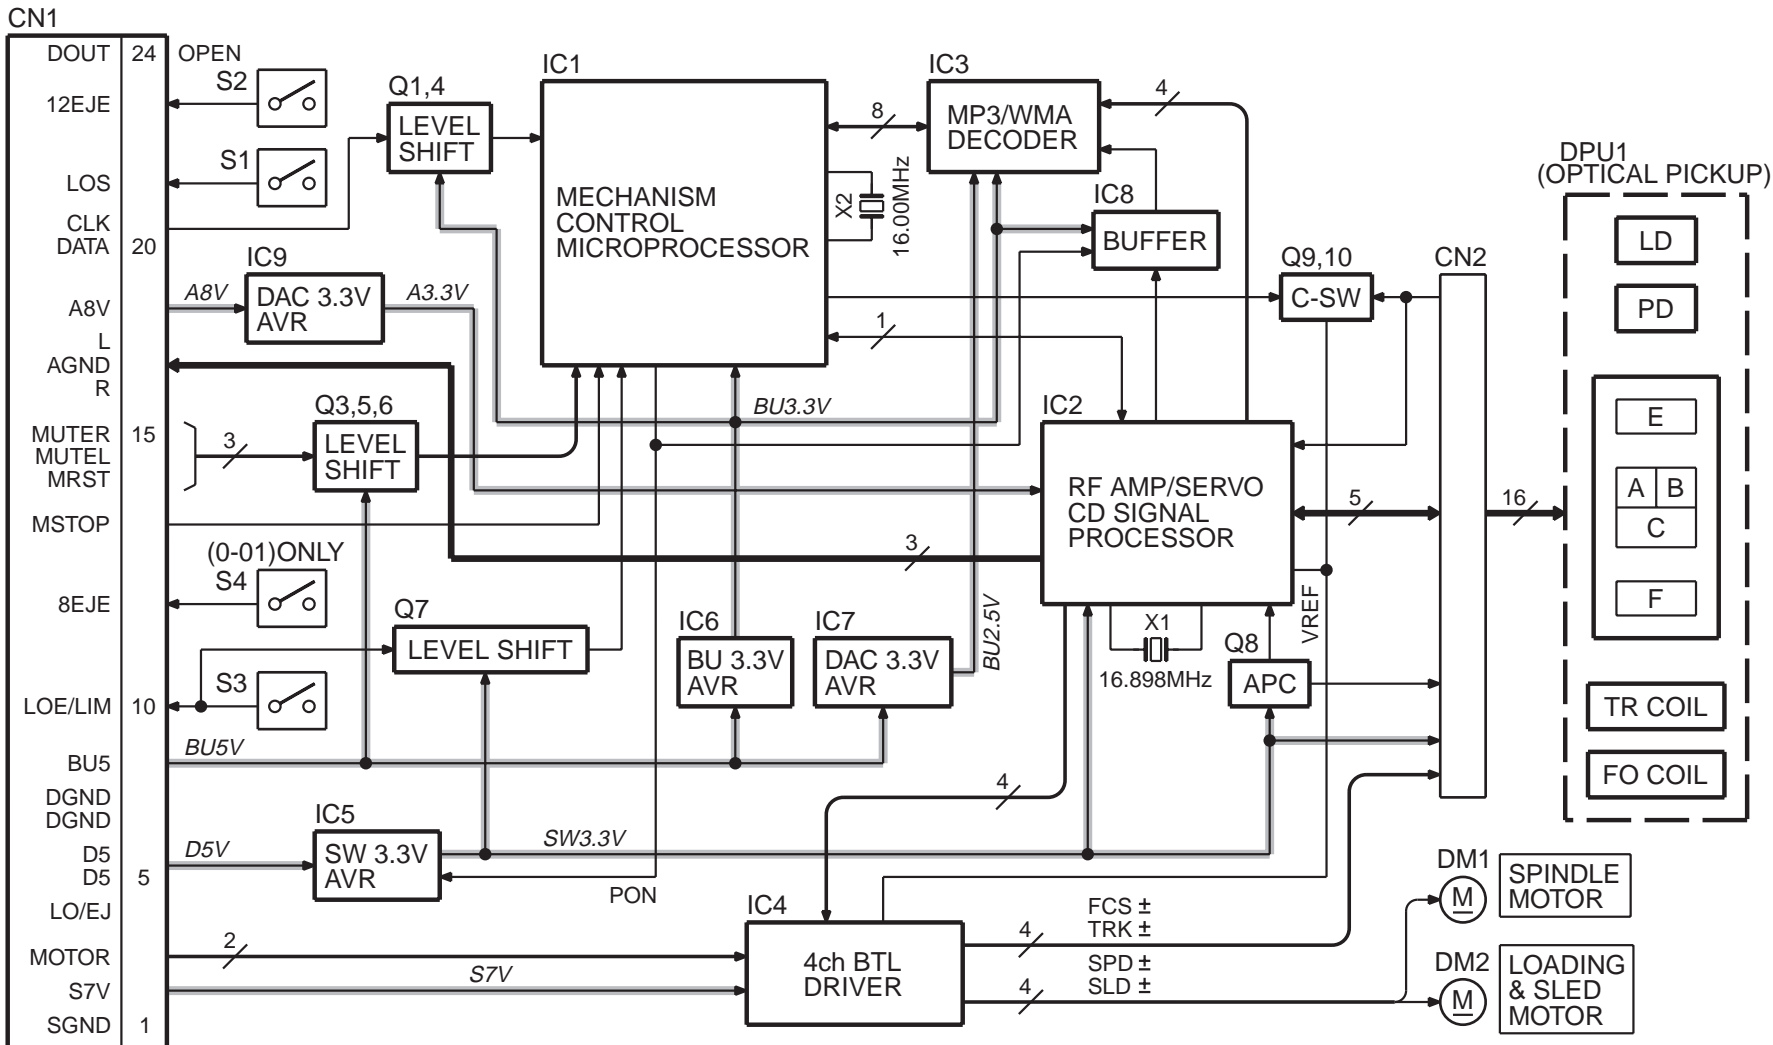 CN1
DOUT 24 OPEN
S2
12EJE
S1
LOS
CLK
DATA 20
A8V
L
AGND
R
MUTER 15
MUTEL
MRST
MSTOP
(0-01)ONLY
S4
8EJE
S3
LOE/LIM 10
BU5
DGND
DGND
D5
D5 5
LO/EJ
MOTOR
S7V
SGND 1
Q1,4
LEVEL
SHIFT
IC9
A8V
DAC 3.3V
AVR
A3.3V
Q3,5,6
3
LEVEL
SHIFT
Q7
LEVEL SHIFT
BU5V
IC5
D5V
SW 3.3V
AVR
SW3.3V
PON
2
S7V
IC1
MECHANISM
CONTROL
MICROPROCESSOR
X2
16.00MHz
8
1
IC3
MP3/WMA
DECODER
4
IC8
BUFFER
BU3.3V
IC6
BU 3.3V
AVR
IC7
DAC 3.3V
AVR
BU2.5V
3
IC2
RF AMP/SERVO
CD SIGNAL
PROCESSOR
X1
16.898MHz
Q9,10
C-SW
VREF
Q8
APC
5
CN2
16
4
IC4
4ch BTL
DRIVER
FCS ±
4 TRK ±
SPD ±
4 SLD ±
DPU1
(OPTICAL PICKUP)
LD
PD
E
A B
C
F
TR COIL
FO COIL
DM1
M
SPINDLE
MOTOR
DM2
M
LOADING
& SLED
MOTOR